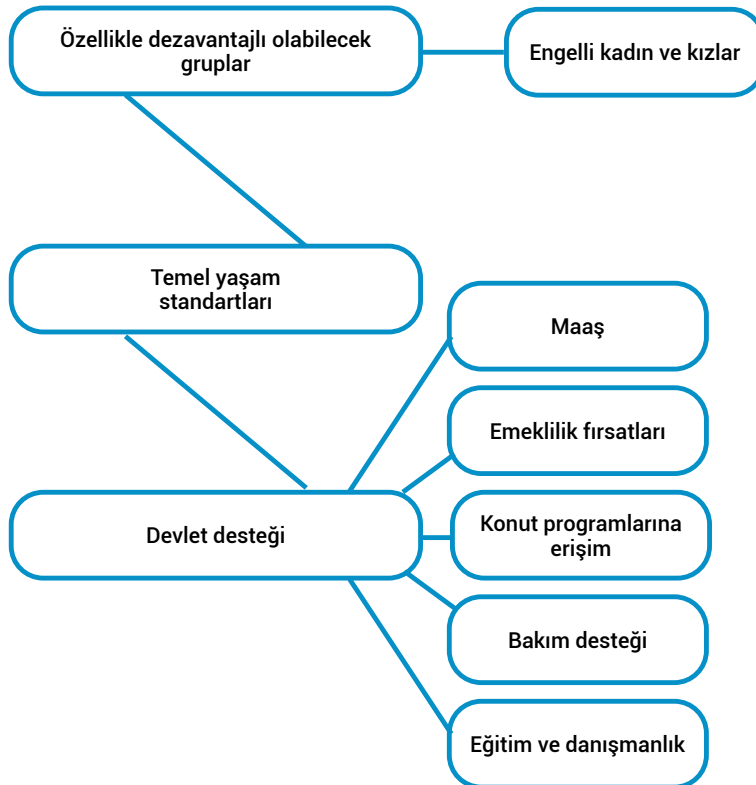 Özellikle dezavantajlı olabilecek
gruplar
Engelli kadın ve kızlar
Temel yaşam
standartları
Maaş
Emeklilik fırsatları
Devlet desteği
Konut programlarına
erişim
Bakım desteği
Eğitim ve danışmanlık